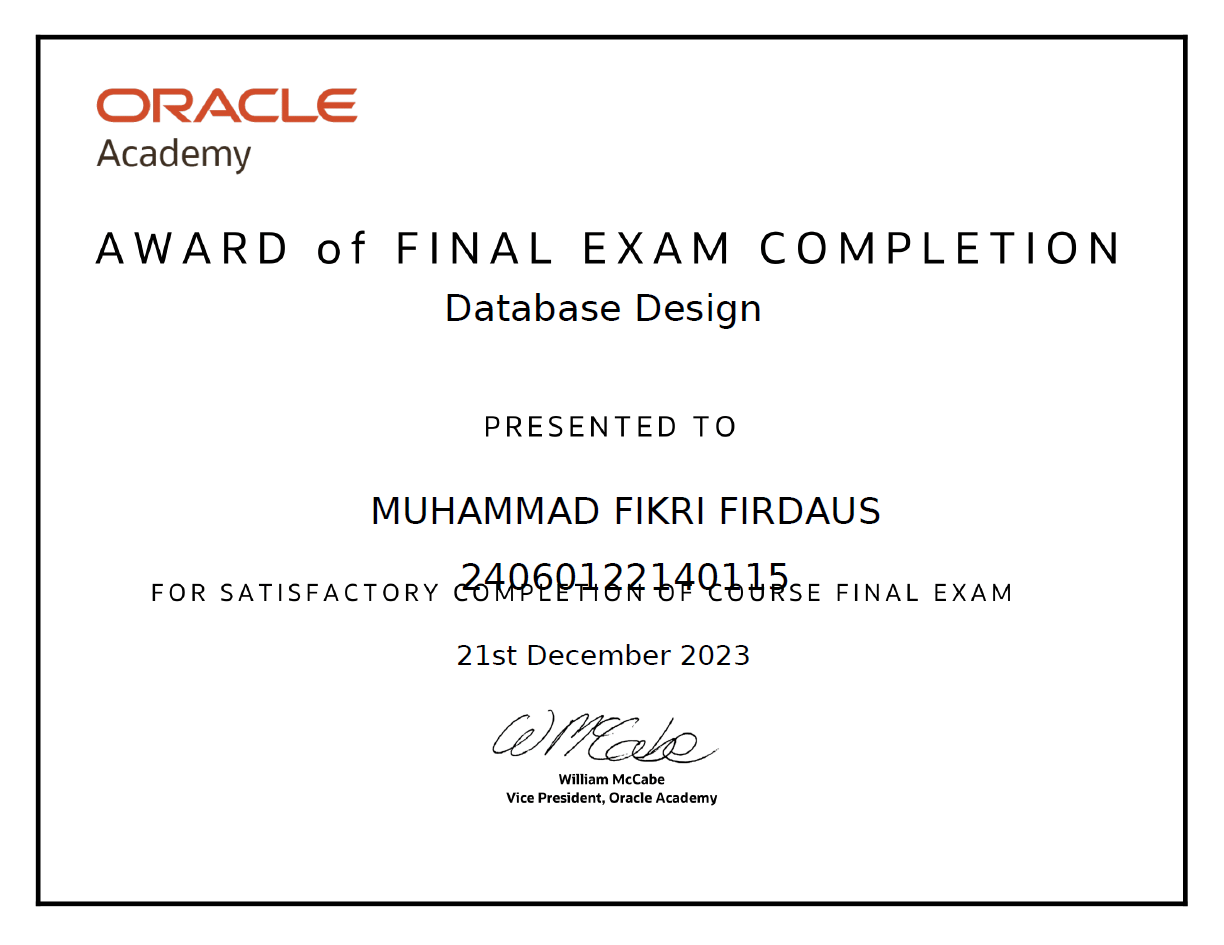 ORACLE
Academy
AWARD of FINAL EXAM COMPLETION
Database Design
PRESENTED TO
MUHAMMAD FIKRI FIRDAUS
24060122140115
FOR SATISFACTORY COMPLETION OF COURSE FINAL EXAM
21st December 2023
WMcCabe
William McCabe
Vice President, Oracle Academy